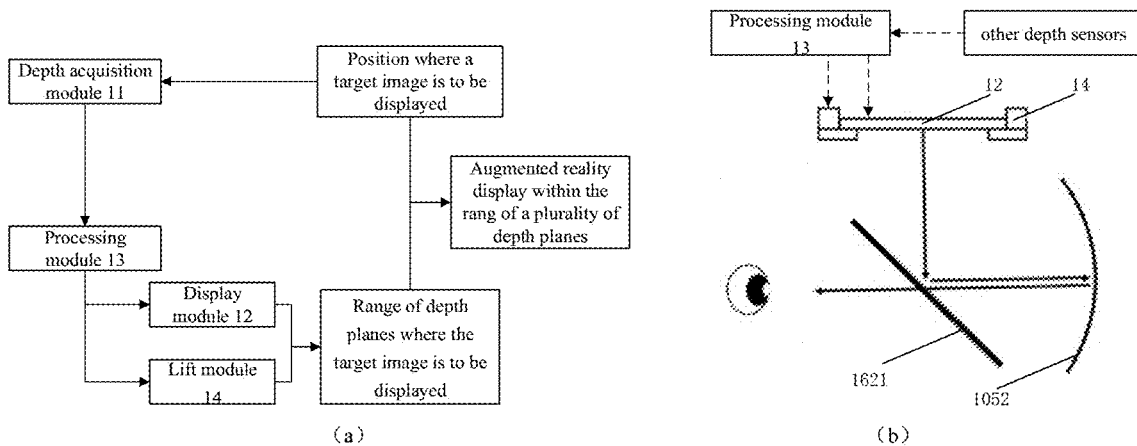 Depth acquisition
module 11
Position where a
target image is to be
displayed
Augmented reality
display within the
rang of a plurality of
depth planes
Processing
module 13
Display
module 12
Lift module
14
Range of depth
planes where the
target image is to be
displayed
(a)
Processing module
13
other depth sensors
12
14
1621
1052
(b)